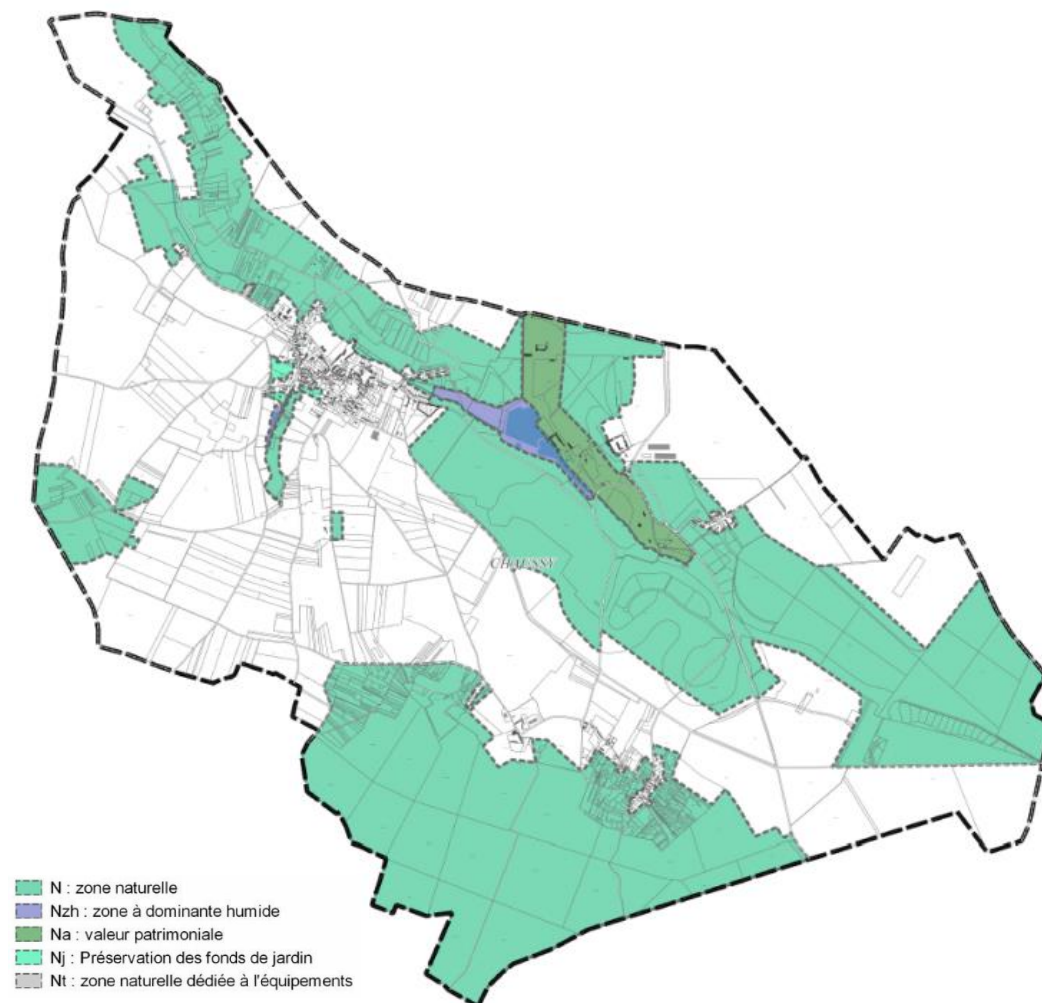 CHAUSSY
N : zone naturelle
Nzh : zone à dominante humide
Na : valeur patrimoniale
Nj : Préservation des fonds de jardin
Nt : zone naturelle dédiée à l'équipements